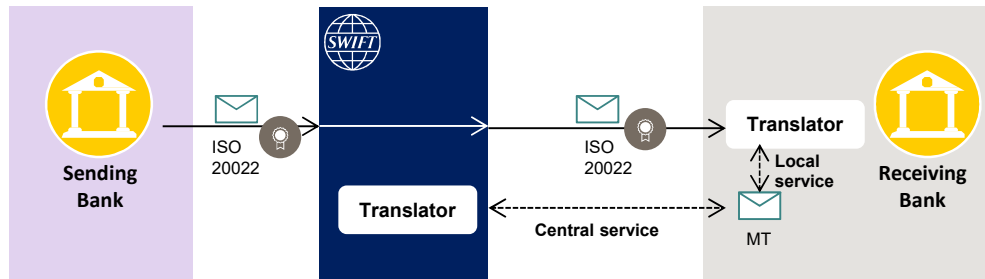 SWIFT
Sending
Bank
ISO
20022
Translator
ISO
20022
Translator
Local
service
Central service
MT
Receiving
Bank